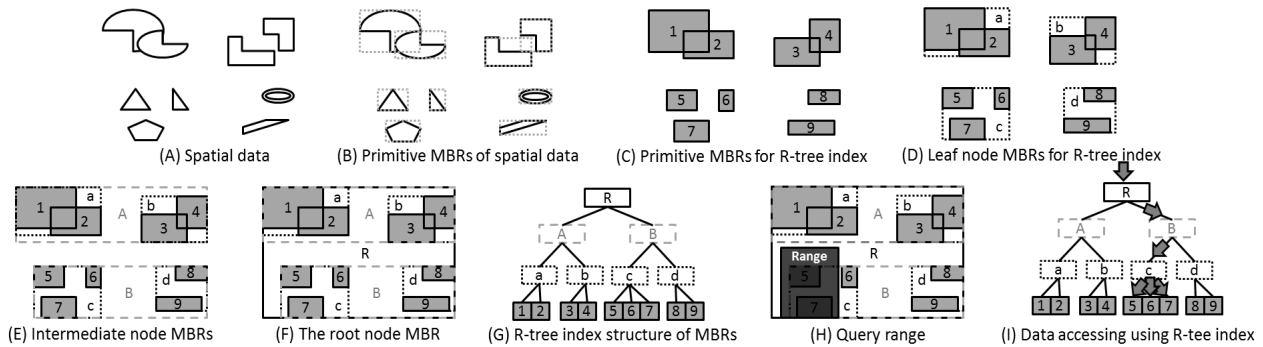 1
2
3
4
5
6
7
8
9
a
1
2
b
3
4
5
6
7
c
d
8
9
(A) Spatial data
(B) Primitive MBRs of spatial data
(C) Primitive MBRs for R-tree index
(D) Leaf node MBRs for R-tree index
1
a
2
A
b
3
4
5
6
7
c
B
d
8
9
1
a
2
A
b
3
4
R
5
6
7
c
B
d
8
9
R
A
B
a
b
c
d
1 2 3 4 5 6 7 8 9
1
a
2
A
b
3
4
R
Range
5
6
7
c
B
d
8
9
R
A
B
a
b
c
d
1 2 3 4 5 6 7 8 9
(E) Intermediate node MBRs
(F) The root node MBR
(G) R-tree index structure of MBRs
(H) Query range
(I) Data accessing using R-tee index